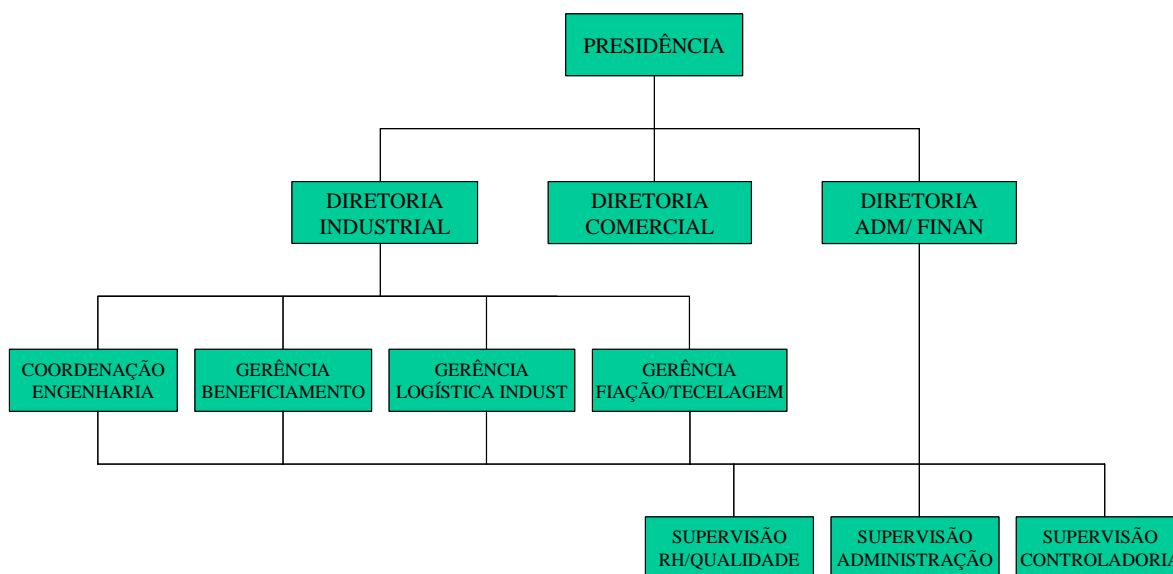 PRESIDÊNCIA
DIRETORIA
INDUSTRIAL
DIRETORIA
COMERCIAL
DIRETORIA
ADM/ FINAN
COORDENAÇÃO
ENGENHARIA
GERÊNCIA
BENEFICIAMENTO
GERÊNCIA
LOGÍSTICA INDUST
GERÊNCIA
FIAÇÃO/TECELAGEM
SUPERVISÃO
RH/QUALIDADE
SUPERVISÃO
ADMINISTRAÇÃO
SUPERVISÃO
CONTROLADORIA